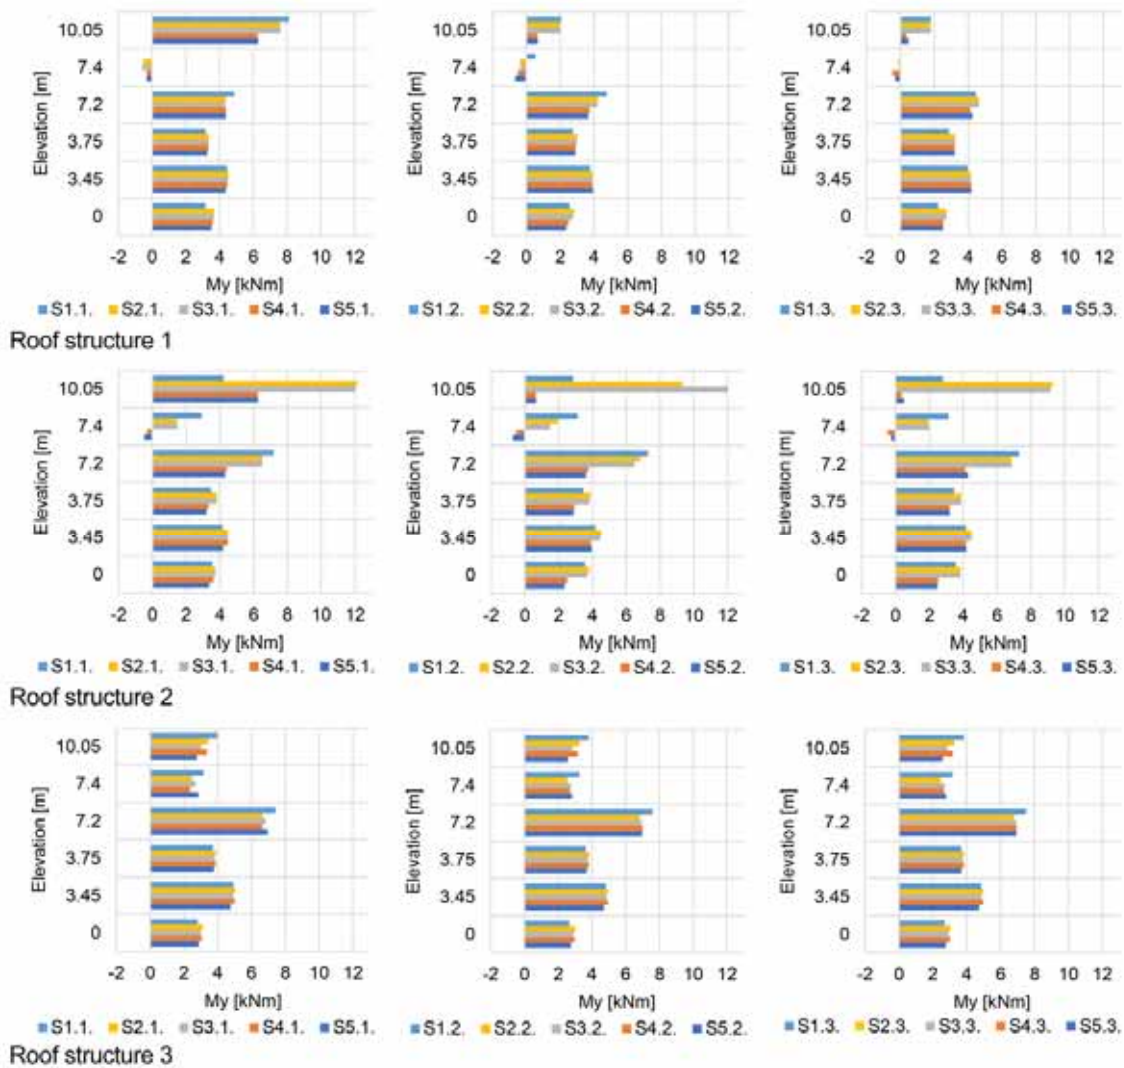 Elevation [m] 10.05 7.4 7.2 3.75 3.45 0
-2 0 2 4 6 8 10 12
My [kNm]
S1.1. S2.1. S3.1. S4.1. S5.1.
Elevation [m] 10.05 7.4 7.2 3.75 3.45 0
-2 0 2 4 6 8 10 12
My [kNm]
S1.2. S2.2. S3.2. S4.2. S5.2.
Elevation [m] 10.05 7.4 7.2 3.75 3.45 0
-2 0 2 4 6 8 10 12
My [kNm]
S1.3. S2.3. S3.3. S4.3. S5.3.
Roof structure 1
Elevation [m] 10.05 7.4 7.2 3.75 3.45 0
-2 0 2 4 6 8 10 12
My [kNm]
S1.1. S2.1. S3.1. S4.1. S5.1.
Elevation [m] 10.05 7.4 7.2 3.75 3.45 0
-2 0 2 4 6 8 10 12
My [kNm]
S1.2. S2.2. S3.2. S4.2. S5.2.
Elevation [m] 10.05 7.4 7.2 3.75 3.45 0
-2 0 2 4 6 8 10 12
My [kNm]
S1.3. S2.3. S3.3. S4.3. S5.3.
Roof structure 2
Elevation [m] 10.05 7.4 7.2 3.75 3.45 0
-2 0 2 4 6 8 10 12
My [kNm]
S1.1. S2.1. S3.1. S4.1. S5.1.
Elevation [m] 10.05 7.4 7.2 3.75 3.45 0
-2 0 2 4 6 8 10 12
My [kNm]
S1.2. S2.2. S3.2. S4.2. S5.2.
Elevation [m] 10.05 7.4 7.2 3.75 3.45 0
-2 0 2 4 6 8 10 12
My [kNm]
S1.3. S2.3. S3.3. S4.3. S5.3.
Roof structure 3